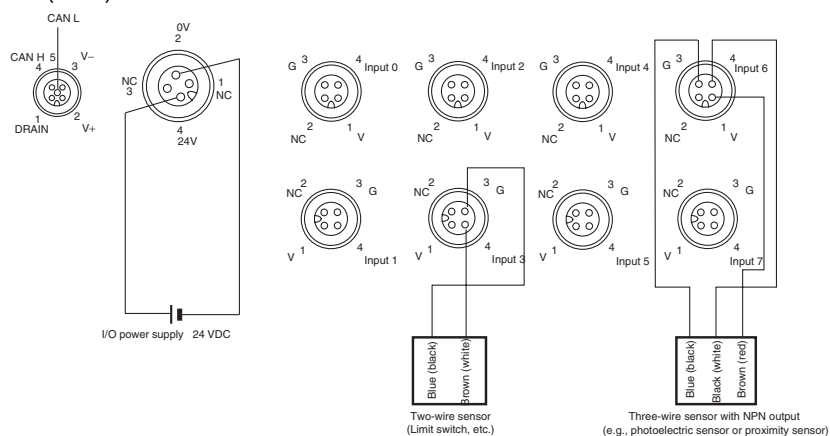 CAN L
CAN H 5 V−
4 3
1 2
DRAIN V+
0V
2
NC
3
1
NC
4
24V
I/O power supply 24 VDC
G 3 4 Input 0
NC 2 1 V
G 3 4 Input 2
NC 2 1 V
G 3 4 Input 4
NC 2 1 V
G 3 4 Input 6
NC 2 1 V
NC 2 3 G
V 1 4 Input 1
NC 2 3 G
V 1 4 Input 3
NC 2 3 G
V 1 4 Input 5
NC 2 3 G
V 1 4 Input 7
Blue (black)
Brown (white)
Two-wire sensor
(Limit switch, etc.)
Blue (black)
Black (white)
Brown (red)
Three-wire sensor with NPN output
(e.g., photoelectric sensor or proximity sensor)